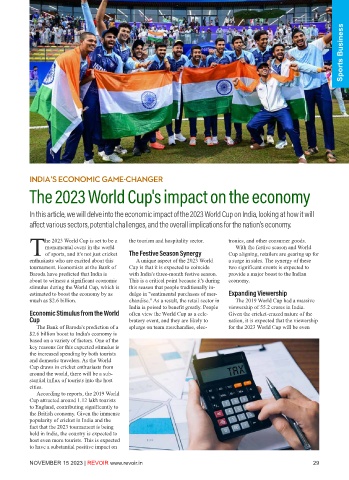 Sports Business
INDIA'S ECONOMIC GAME-CHANGER
The 2023 World Cup's impact on the economy
In this article, we will delve into the economic impact of the 2023 World Cup on India, looking at how it will
affect various sectors, potential challenges, and the overall implications for the nation's economy.
The 2023 World Cup is set to be a
monumental event in the world
of sports, and it's not just cricket
enthusiasts who are excited about this
tournament. Economists at the Bank of
Baroda have predicted that India is
about to witness a significant economic
stimulus during the World Cup, which is
estimated to boost the economy by as
much as $2.6 billion.
Economic Stimulus from the World
Cup
The Bank of Baroda's prediction of a
$2.6 billion boost to India's economy is
based on a variety of factors. One of the
key reasons for this expected stimulus is
the increased spending by both tourists
and domestic travelers. As the World
Cup draws in cricket enthusiasts from
around the world, there will be a sub-
stantial influx of tourists into the host
cities.
According to reports, the 2019 World
Cup attracted around 1.12 lakh tourists
to England, contributing significantly to
the British economy. Given the immense
popularity of cricket in India and the
fact that the 2023 tournament is being
held in India, the country is expected to
host even more tourists. This is expected
to have a substantial positive impact on
the tourism and hospitality sector.
The Festive Season Synergy
A unique aspect of the 2023 World
Cup is that it is expected to coincide
with India's three-month festive season.
This is critical point because it's during
this season that people traditionally in-
dulge in "sentimental purchases of mer-
chandise." As a result, the retail sector in
India is poised to benefit greatly. People
often view the World Cup as a cele-
bratory event, and they are likely to
splurge on team merchandise, elec-
tronics, and other consumer goods.
With the festive season and World
Cup aligning, retailers are gearing up for
a surge in sales. The synergy of these
two significant events is expected to
provide a major boost to the Indian
economy.
Expanding Viewership
The 2019 World Cup had a massive
viewership of 55.2 crores in India.
Given the cricket-crazed nature of the
nation, it is expected that the viewership
for the 2023 World Cup will be even
TAX
NOVEMBER 15 2023 | REVOIR www.revoir.in
29